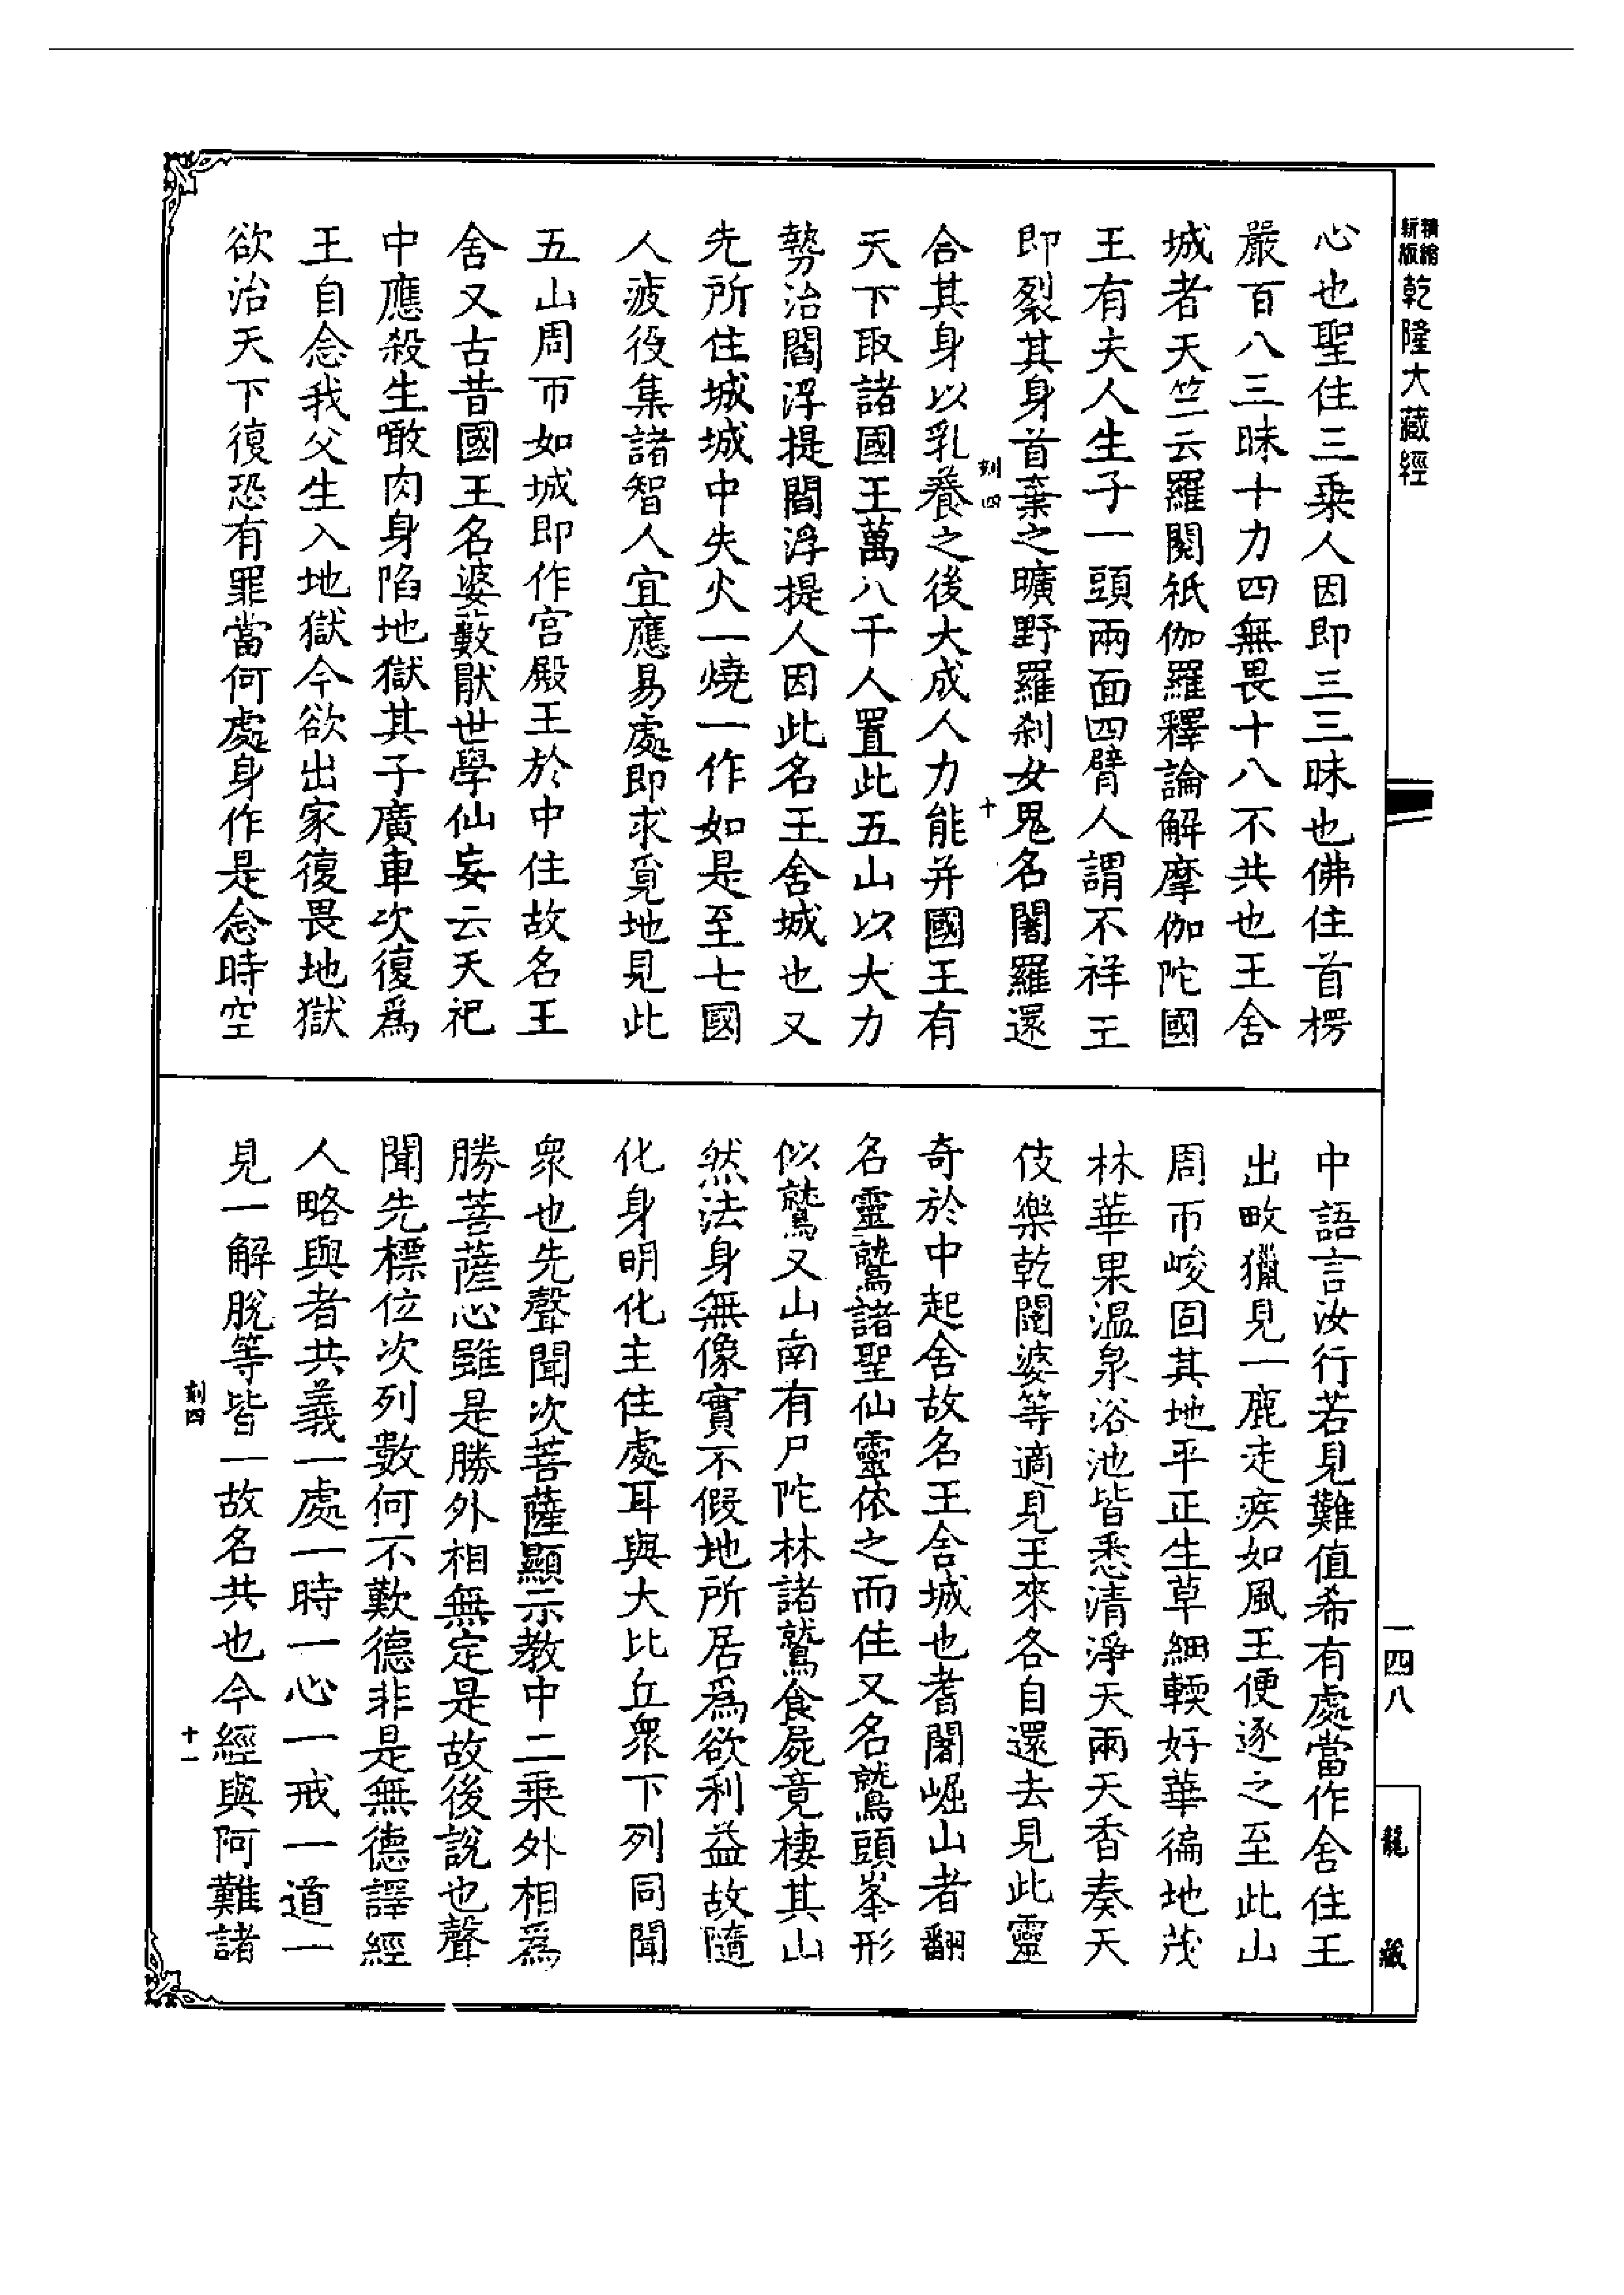 精縮
新版
乾隆大藏經
心也聖住三乗人因即三三昧也佛住首楞
嚴百八三昧十力四無畏十八不共也王舍
城者天竺云羅閱祇伽羅釋論解摩伽陀國
王有夫人生子一頭兩面四臂人謂不祥王
即裂其身首棄之曠野羅刹女鬼名闍羅還
刻四
十
合其身以乳養之後大成人力能并國王有
天下取諸國王萬八千人置此五山以大力
勢治閻浮提閻浮提人因此名王舍城也又
先所住城城中失火一燒一作如是至七國
人疲役集諸智人宜應易處即求覓地見此
五山周帀如城即作宫殿王於中住故名王
舍又古昔國王名婆藪猒世學仙妄云天祀
中應殺生噉肉身陷地獄其子廣車次復爲
王自念我父生入地獄今欲出家復畏地獄
欲治天下復恐有罪當何處身作是念時空
中語言汝行若見難值希有處當作舍住王
出畋獵見一鹿走疾如風王便逐之至此山
周帀峻固其地平正生草細輭好華徧地茂
林華果温泉浴池皆悉清淨天兩天香奏天
伎樂乾闥婆等適見王來各自還去見此靈
奇於中起舍故名王舍城也耆闍崛山者翻
名靈鷲諸聖仙靈依之而住又名鷲頭峯形
似鷲又山南有尸陀林諸鷲食屍竟棲其山
然法身無像實不假地所居爲欲利益故隨
化身明化主住處耳與大比丘衆下列同聞
衆也先聲聞次菩薩顯示教中二乗外相爲
勝菩薩心雖是勝外相無定是故後說也聲
聞先標位次列數何不歎德非是無德譯經
人略與者共義一處一時一心一戒一道一
見一解脫等皆一故名共也今經與阿難諸
刻四
十一
一四八
龍
藏